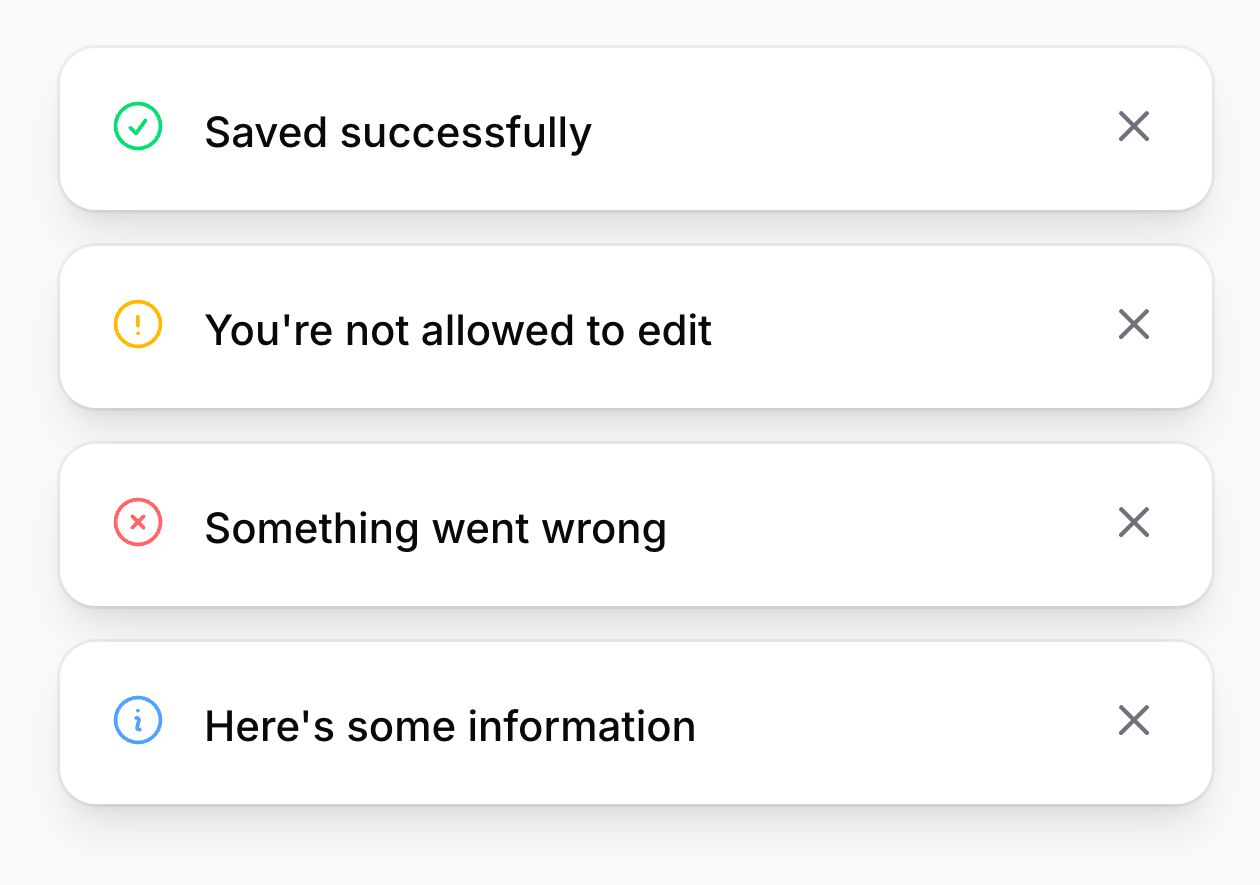 Saved successfully
You're not allowed to edit
Something went wrong
Here's some information